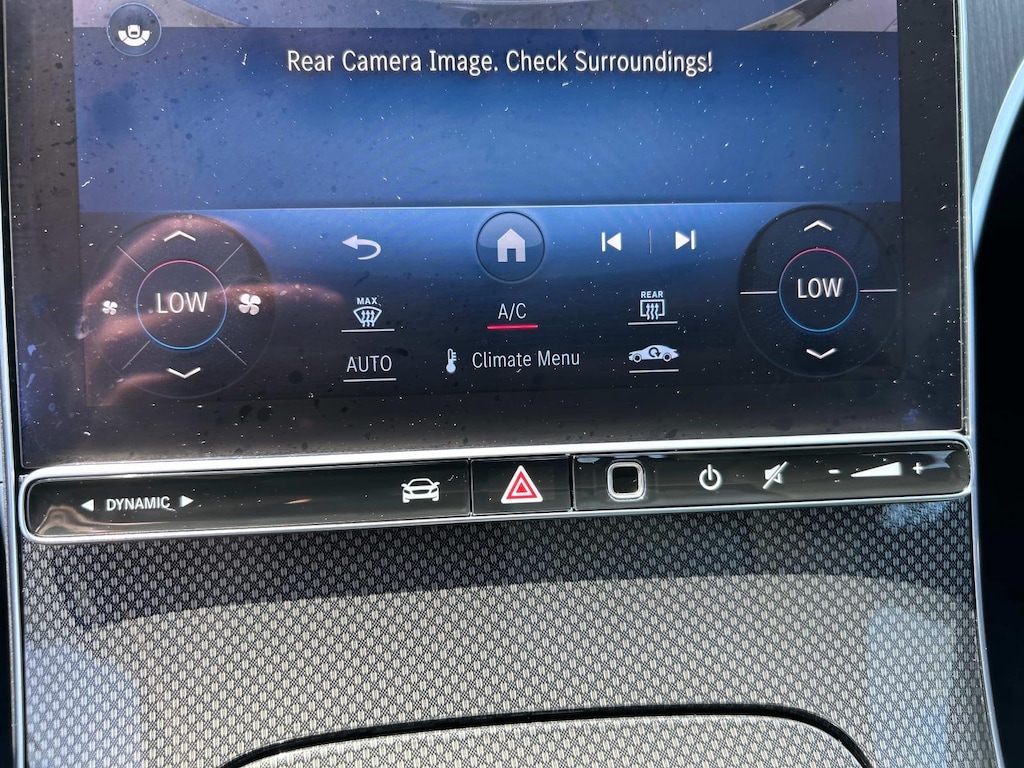 Rear Camera Image. Check Surroundings!
LOW
LOW
MAX
A/C
REAR
AUTO
Climate Menu
DYNAMIC
- +